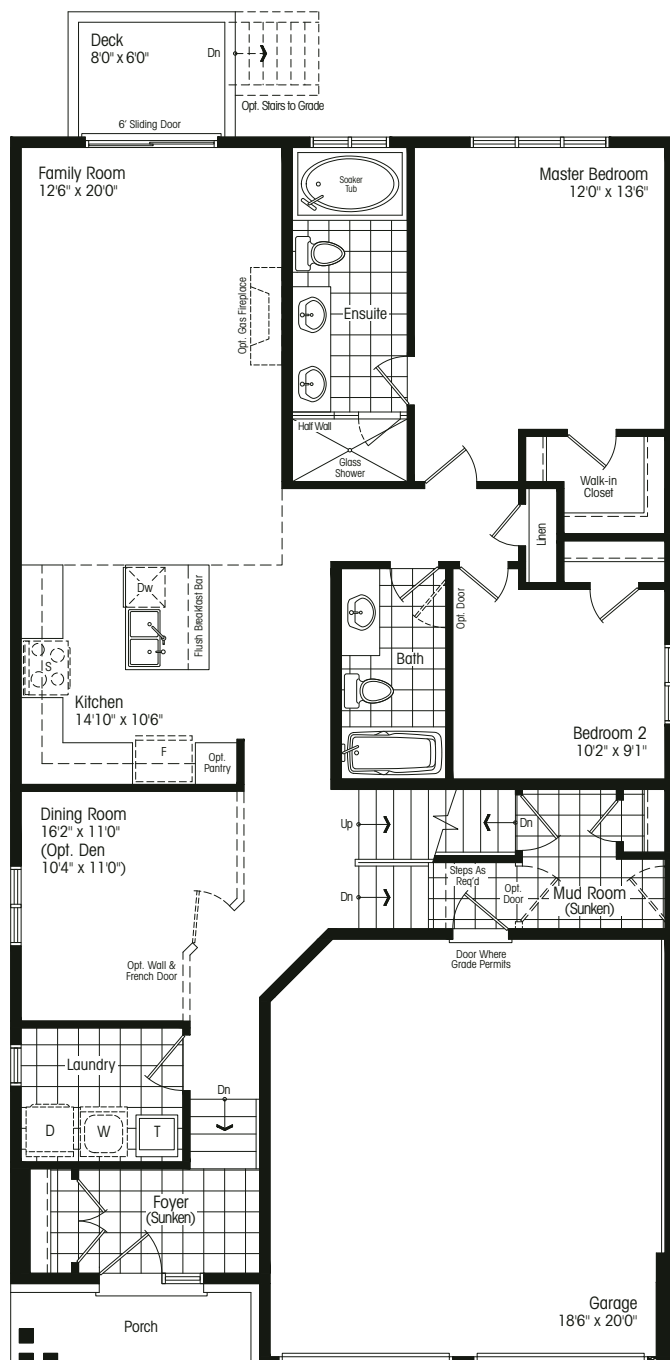 Deck
8'0" x 6'0"
Dn
Opt. Stairs to Grade
6' Sliding Door
Family Room
12'6" x 20'0"
Soaker
Tub
Master Bedroom
12'0" x 13'6"
Opt. Gas Fireplace
Ensuite
Half Wall
Glass
Shower
Walk-in
Closet
Linen
Dw
Flush Breakfast Bar
Opt. Door
S
Bath
Kitchen
14'10" x 10'6"
F
Opt.
Pantry
Bedroom 2
10'2" x 9'1"
Dining Room
16'2" x 11'0"
(Opt. Den
10'4" x 11'0")
Up
Dn
Dn
Steps As
Req'd
Opt.
Door
Mud Room
(Sunken)
Door Where
Grade Permits
Opt. Wall &
French Door
Laundry
Dn
D
W
T
Foyer
(Sunken)
Porch
Garage
18'6" x 20'0"